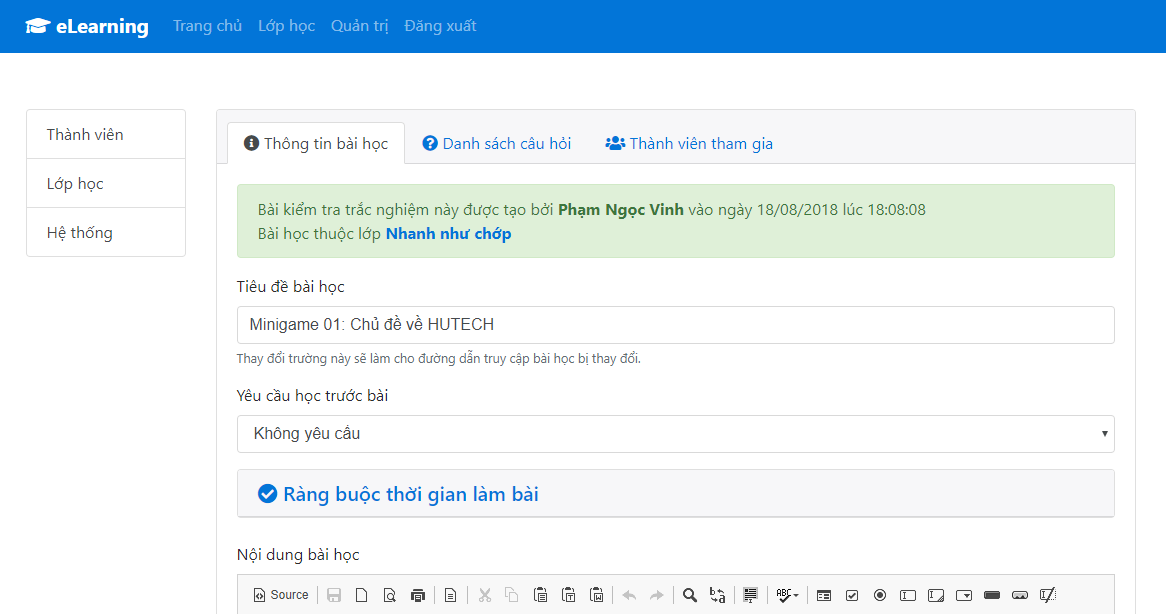 eLearning Trang chủ Lớp học Quản trị Đăng xuất
Thành viên
Lớp học
Hệ thống
Thông tin bài học Danh sách câu hỏi Thành viên tham gia
Bài kiểm tra trắc nghiệm này được tạo bởi Phạm Ngọc Vinh vào ngày 18/08/2018 lúc 18:08:08
Bài học thuộc lớp Nhanh như chớp
Tiêu đề bài học
Minigame 01: Chủ đề về HUTECH
Thay đổi trường này sẽ làm cho đường dẫn truy cập bài học bị thay đổi.
Yêu cầu học trước bài
Không yêu cầu
Ràng buộc thời gian làm bài
Nội dung bài học
Source